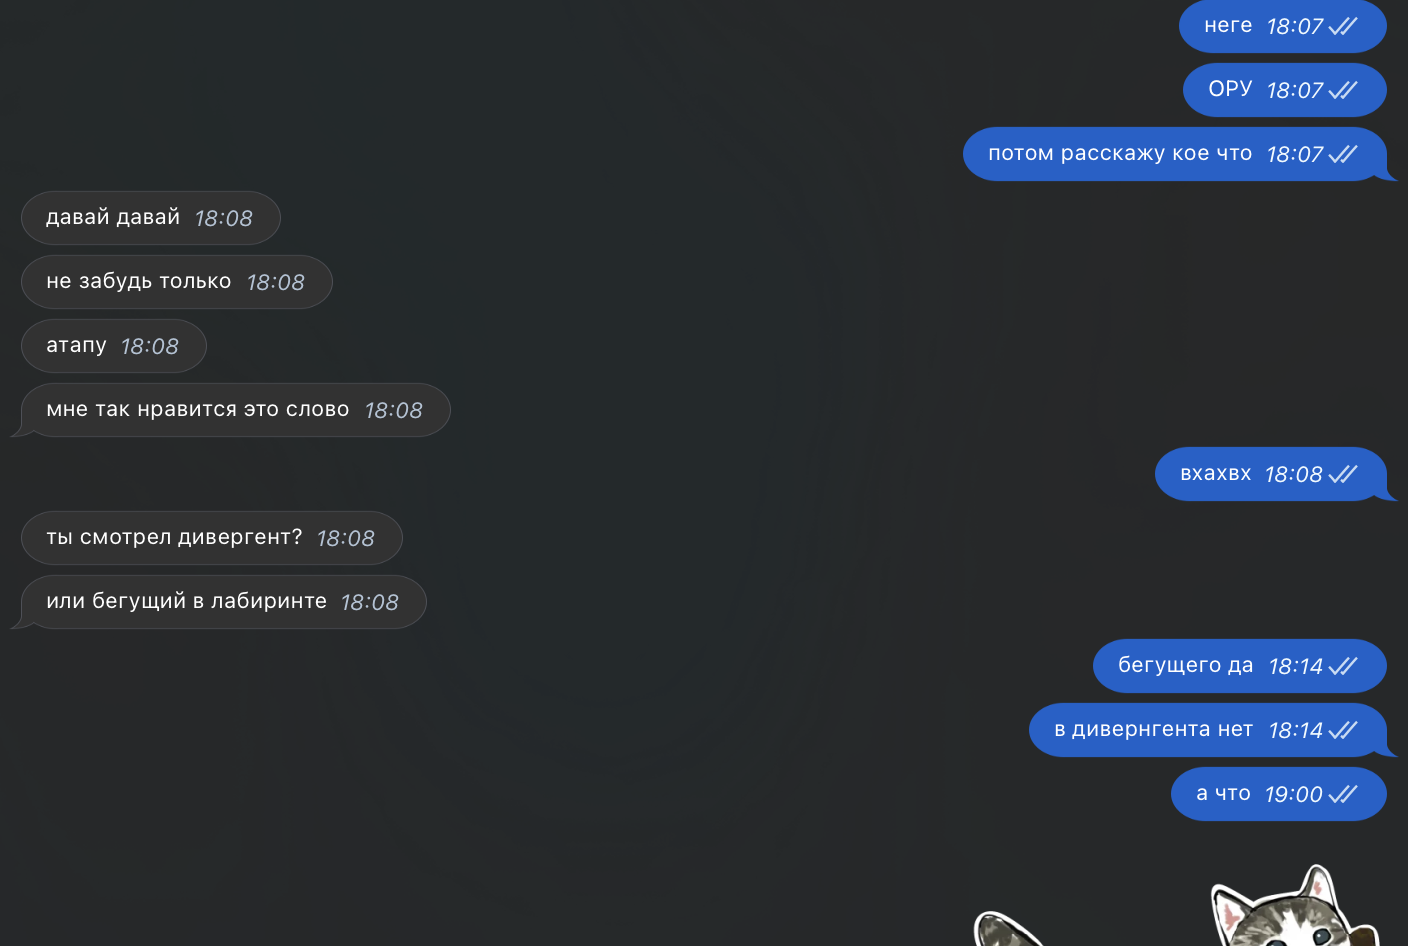 неге 18:07
ОРУ 18:07
потом расскажу кое что 18:07
давай давай 18:08
не забудь только 18:08
атапу 18:08
мне так нравится это слово 18:08
вхахвх 18:08
ты смотрел дивергент? 18:08
или бегущий в лабиринте 18:08
бегущего да 18:14
в дивернгента нет 18:14
а что 19:00